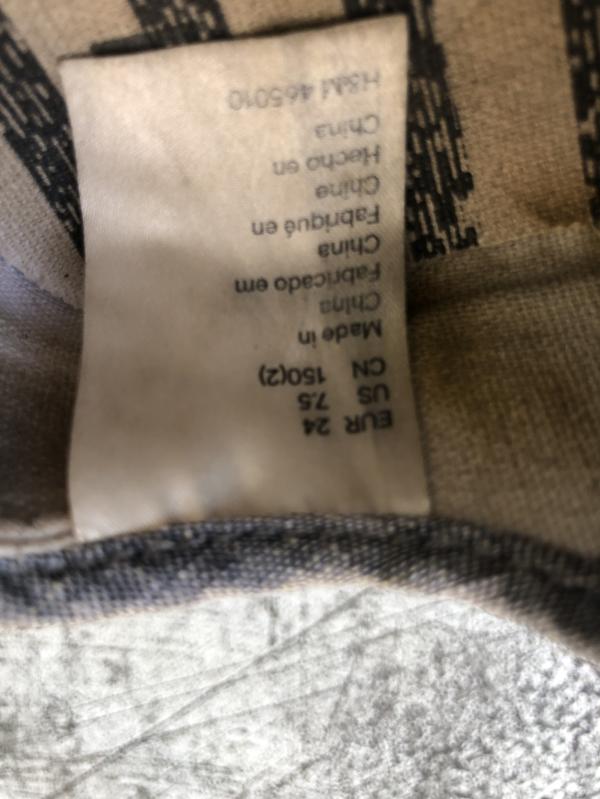 EUR 24
US 7.5
CN 150(2)
Made in
China
Fabricado em
China
Fabriqué en
Chine
Hecho en
China
H&M 465010